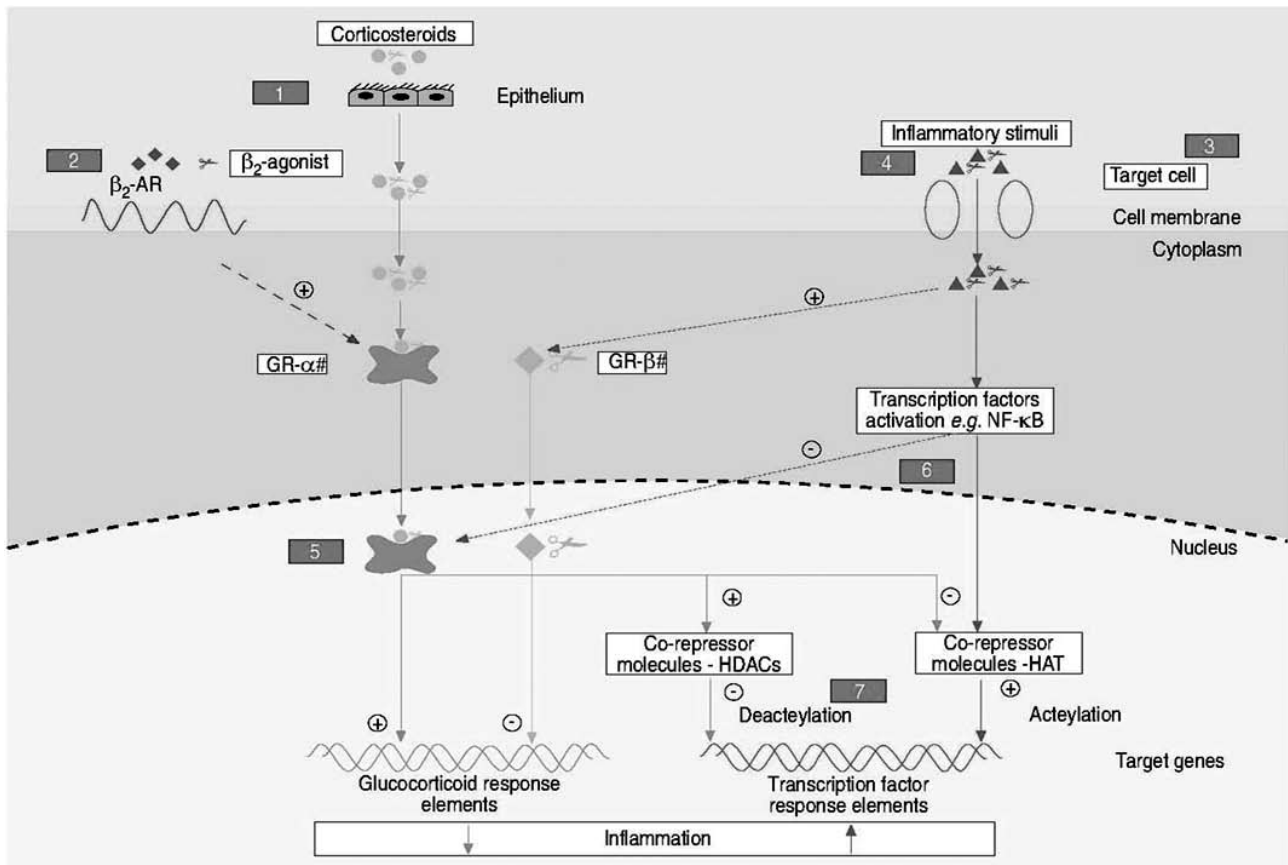 Corticosteroids
1
Epithelium
Inflammatory stimuli
3
2
β2-agonist
4
Target cell
β2-AR
Cell membrane
Cytoplasm
+
+
GR-α#
GR-β#
Transcription factors
activation e.g. NF-κB
-
6
5
Nucleus
+
-
Co-repressor
molecules - HDACs
Co-repressor
molecules -HAT
-
7
+
Deacteylation
Acteylation
+
-
Target genes
Glucocorticoid response
elements
Transcription factor
response elements
Inflammation